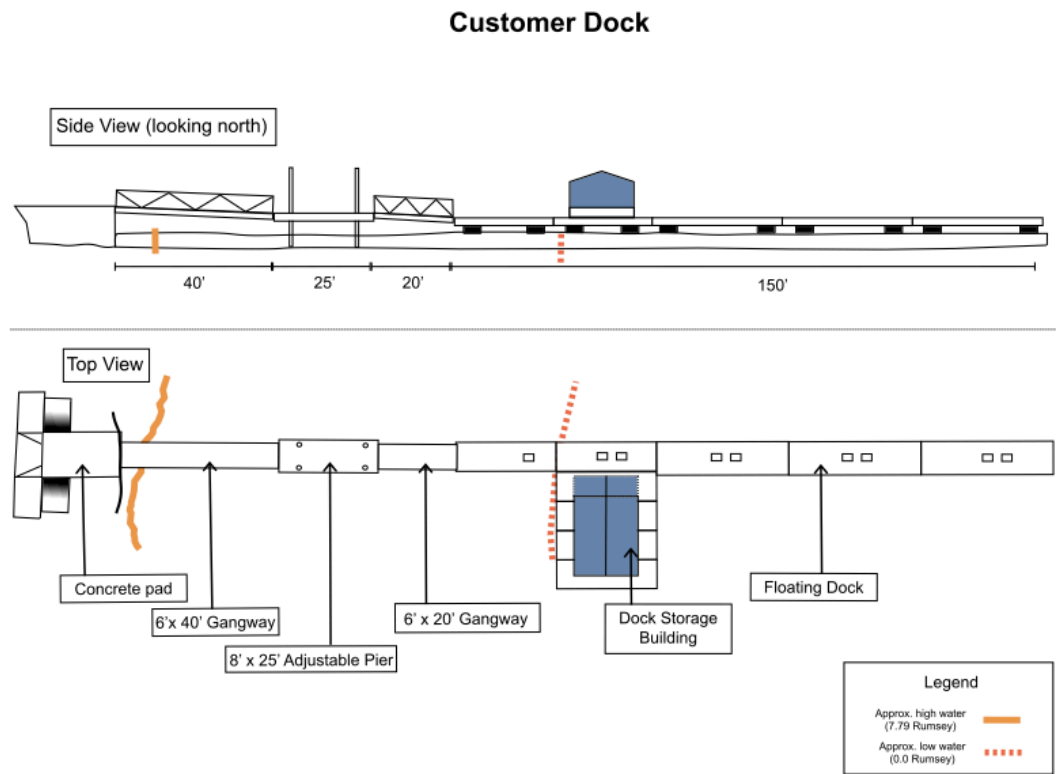 Customer Dock
Side View (looking north)
40’
25’
20’
150’
Top View
Concrete pad
6’x 40’ Gangway
8’ x 25’ Adjustable Pier
6’ x 20’ Gangway
Dock Storage
Building
Floating Dock
Legend
Approx. high water
(7.79 Rumsey)
Approx. low water
(0.0 Rumsey)